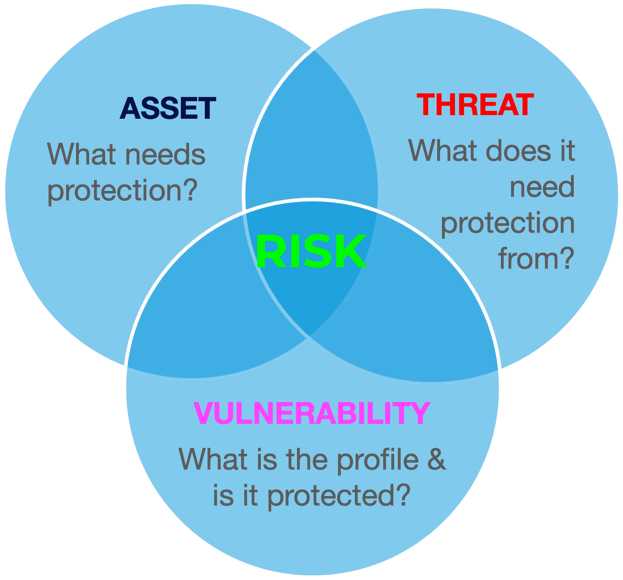 ASSET
What needs
protection?
THREAT
What does it
need
protection
from?
RISK
VULNERABILITY
What is the profile &
is it protected?